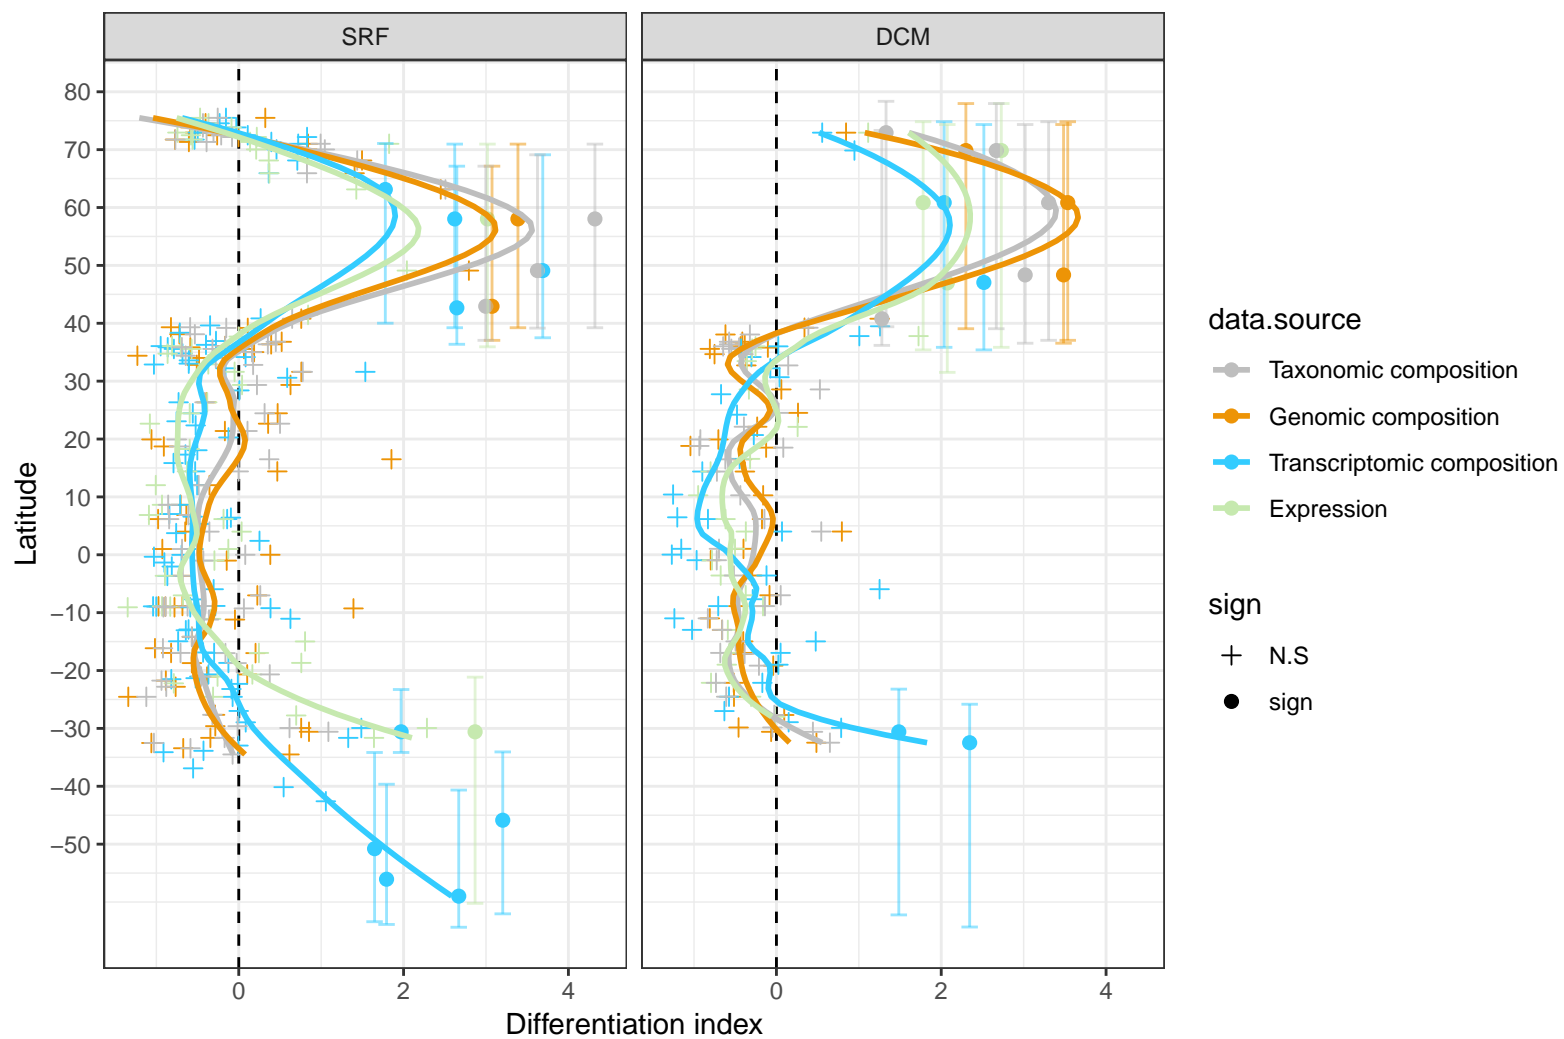 SRF
DCM
80
70
60
50
40
30
20
10
0
−10
−20
−30
−40
−50
Latitude
0
2
4
0
2
4
Differentiation index
data.source
Taxonomic composition
Genomic composition
Transcriptomic composition
Expression
sign
N.S
sign